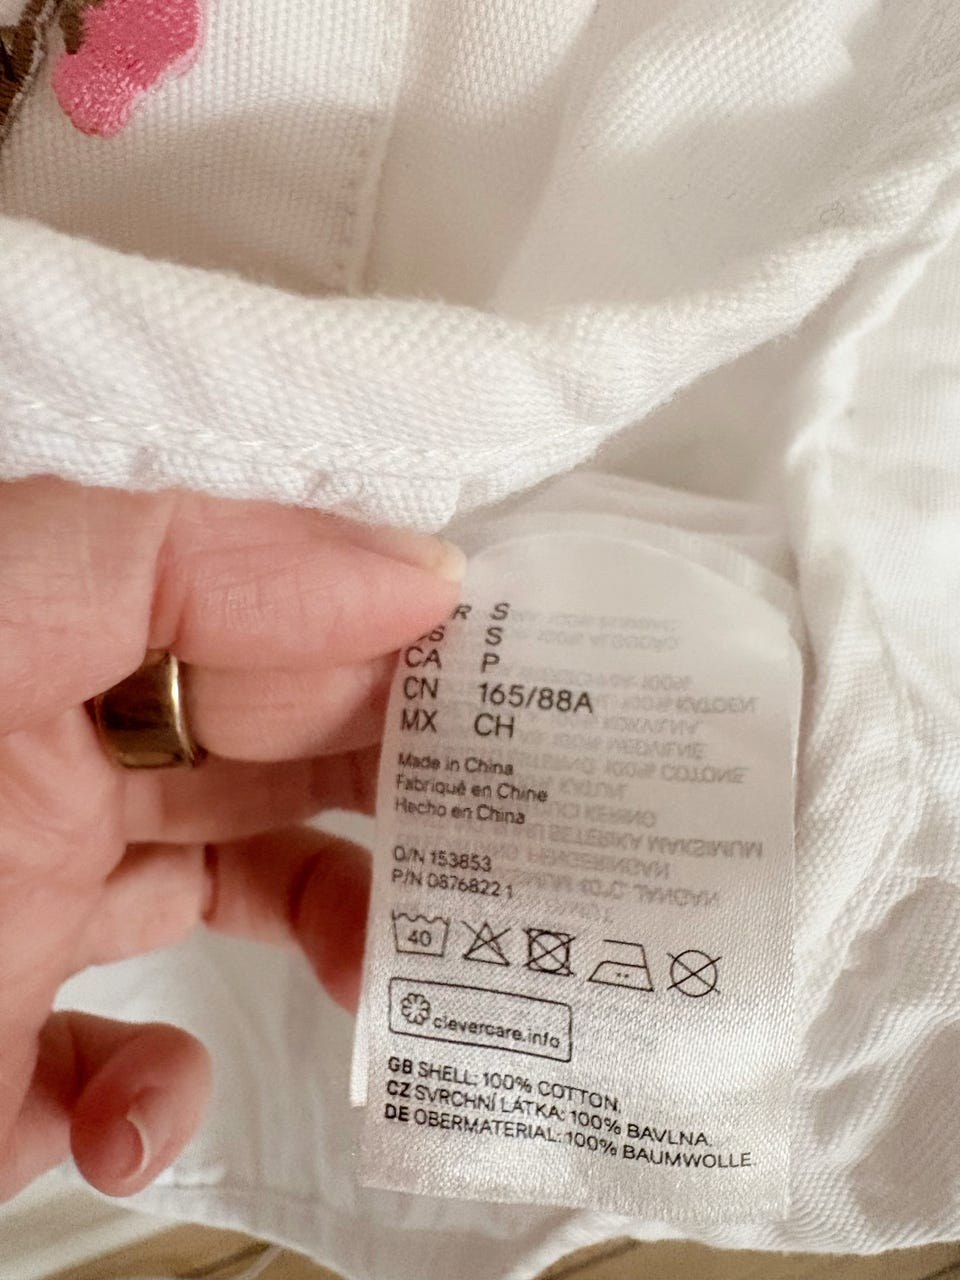 R S
US S
CA P
CN 165/88A
MX CH
Made in China
Fabriqué en Chine
Hecho en China
O/N 153853
P/N 0876822 1
40
clevercare.info
GB SHELL: 100% COTTON.
CZ SVRCHNÍ LÁTKA: 100% BAVLNA.
DE OBERMATERIAL: 100% BAUMWOLLE.